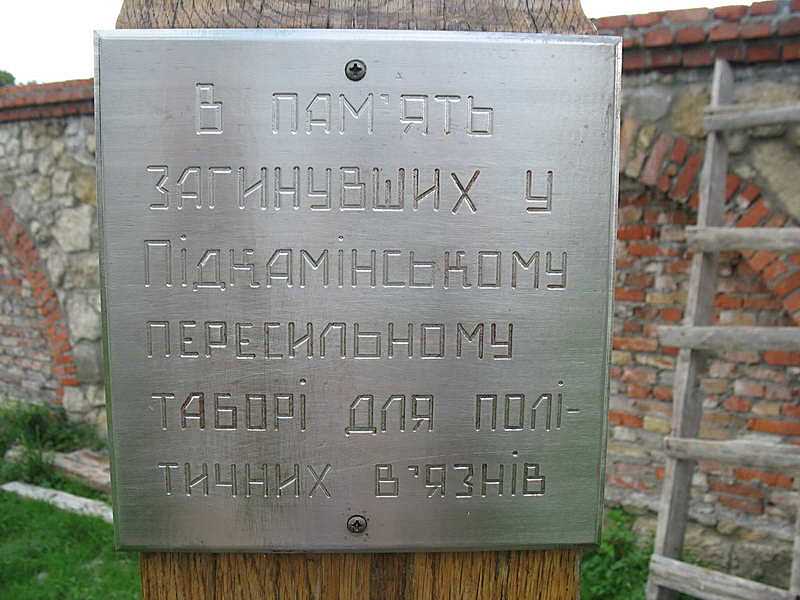 В ПАМ'ЯТЬ
ЗАГИНУВШИХ У
ПІДКАМІНСЬКОМУ
ПЕРЕСИЛЬНОМУ
ТАБОРІ ДЛЯ ПОЛІ-
ТИЧНИХ В'ЯЗНІВ